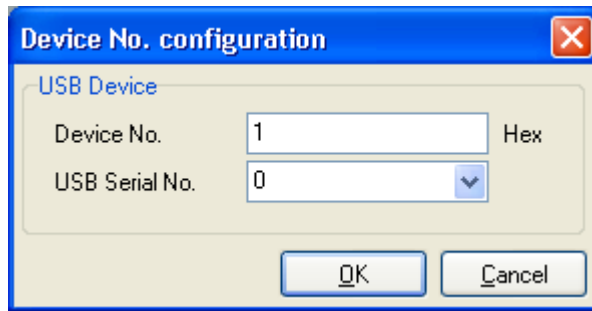 Device No. configuration
USB Device
Device No. 1 Hex
USB Serial No. 0
OK Cancel